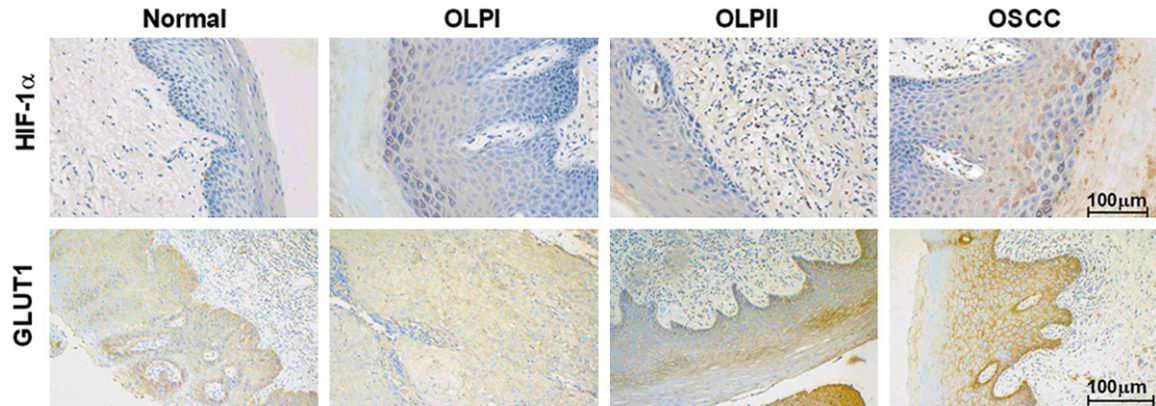 Normal OLPI OLPII OSCC
HIF-1α
100μm
GLUT1
100μm